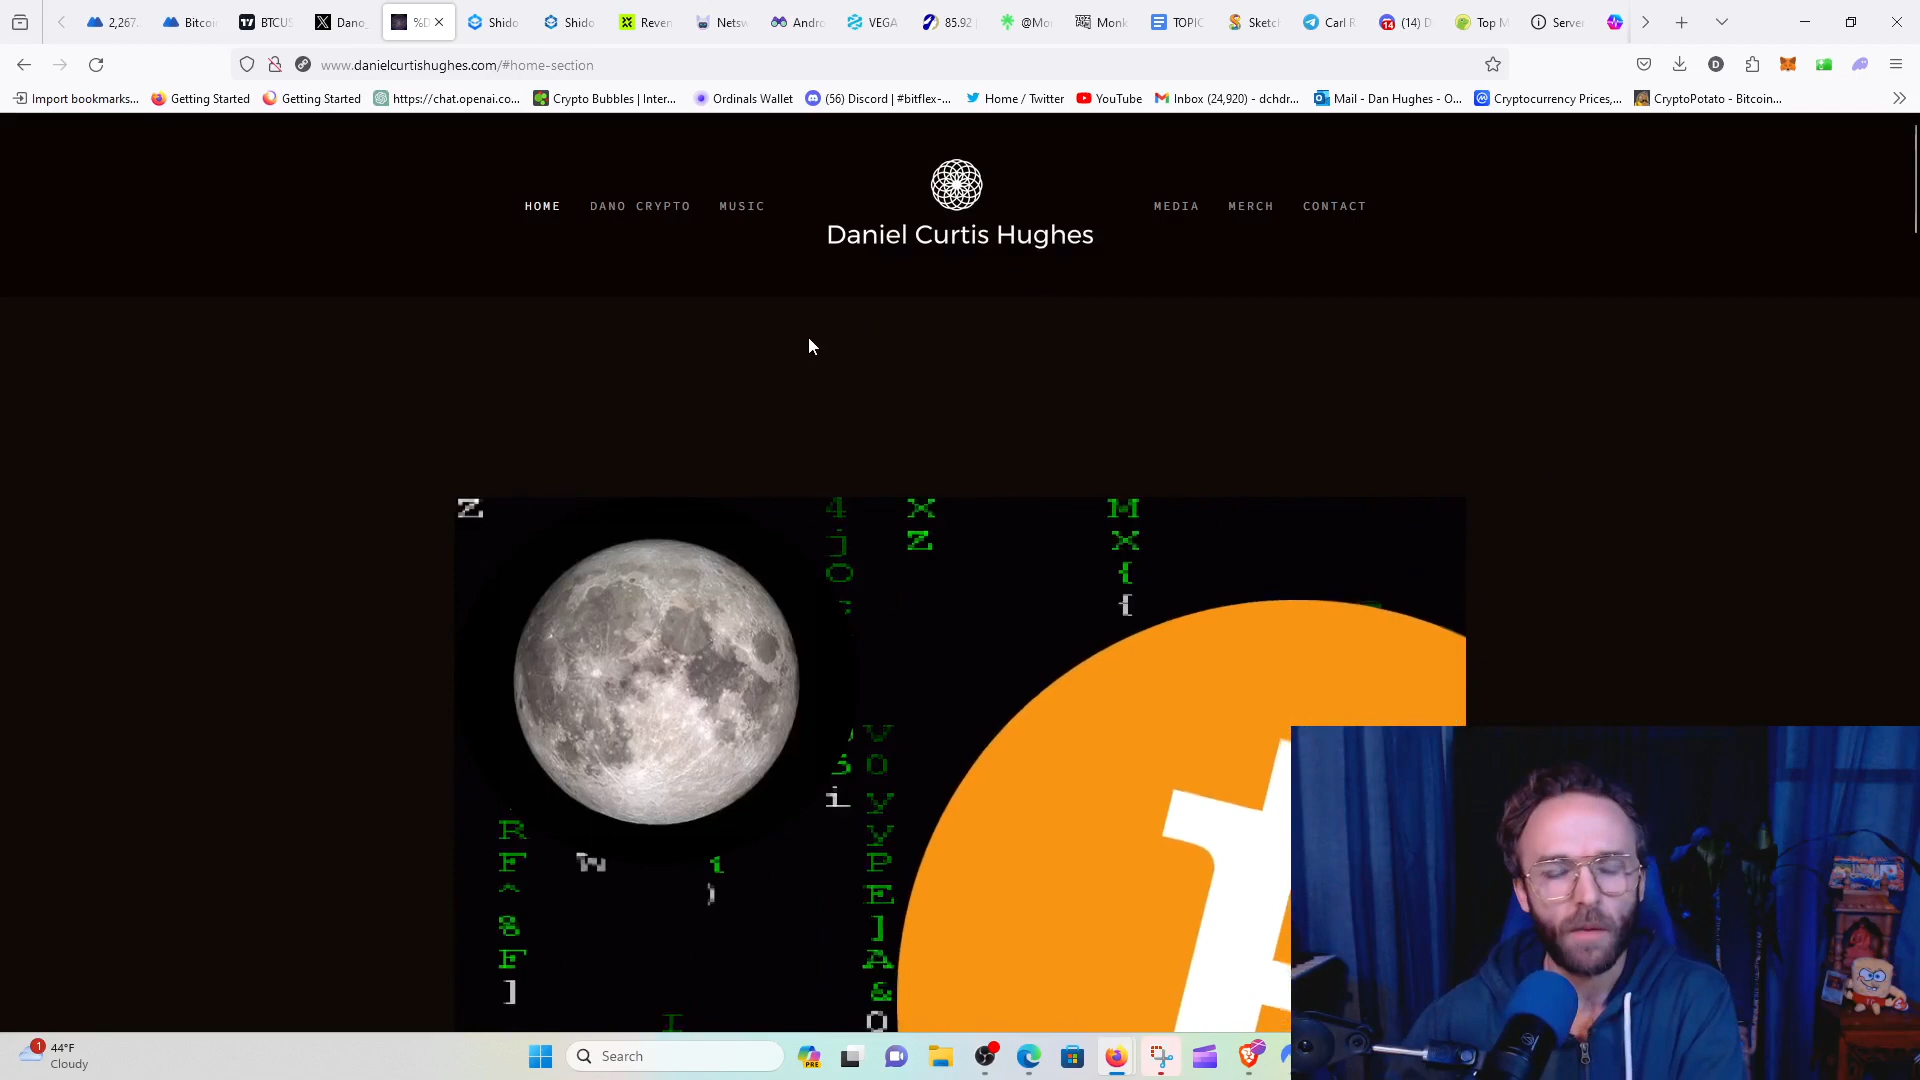 2,267.
Bitcoi
BTCUS
Dano_
%D
Shido
Shido
Reven
Netsw
Andro
VEGA
85.92
@Mo
Monk
TOPIC
Sketch
Carl R
(14) D
Top M
Server
www.danielcurtishughes.com/#home-section
Import bookmarks...
Getting Started
Getting Started
https://chat.openai.co...
Crypto Bubbles | Inter...
Ordinals Wallet
(56) Discord | #bitflex-...
Home / Twitter
YouTube
Inbox (24,920) - dchdr...
Mail - Dan Hughes - O...
Cryptocurrency Prices,...
CryptoPotato - Bitcoin...
HOME
DANO CRYPTO
MUSIC
Daniel Curtis Hughes
MEDIA
MERCH
CONTACT
44°F
Cloudy
Search
PRE